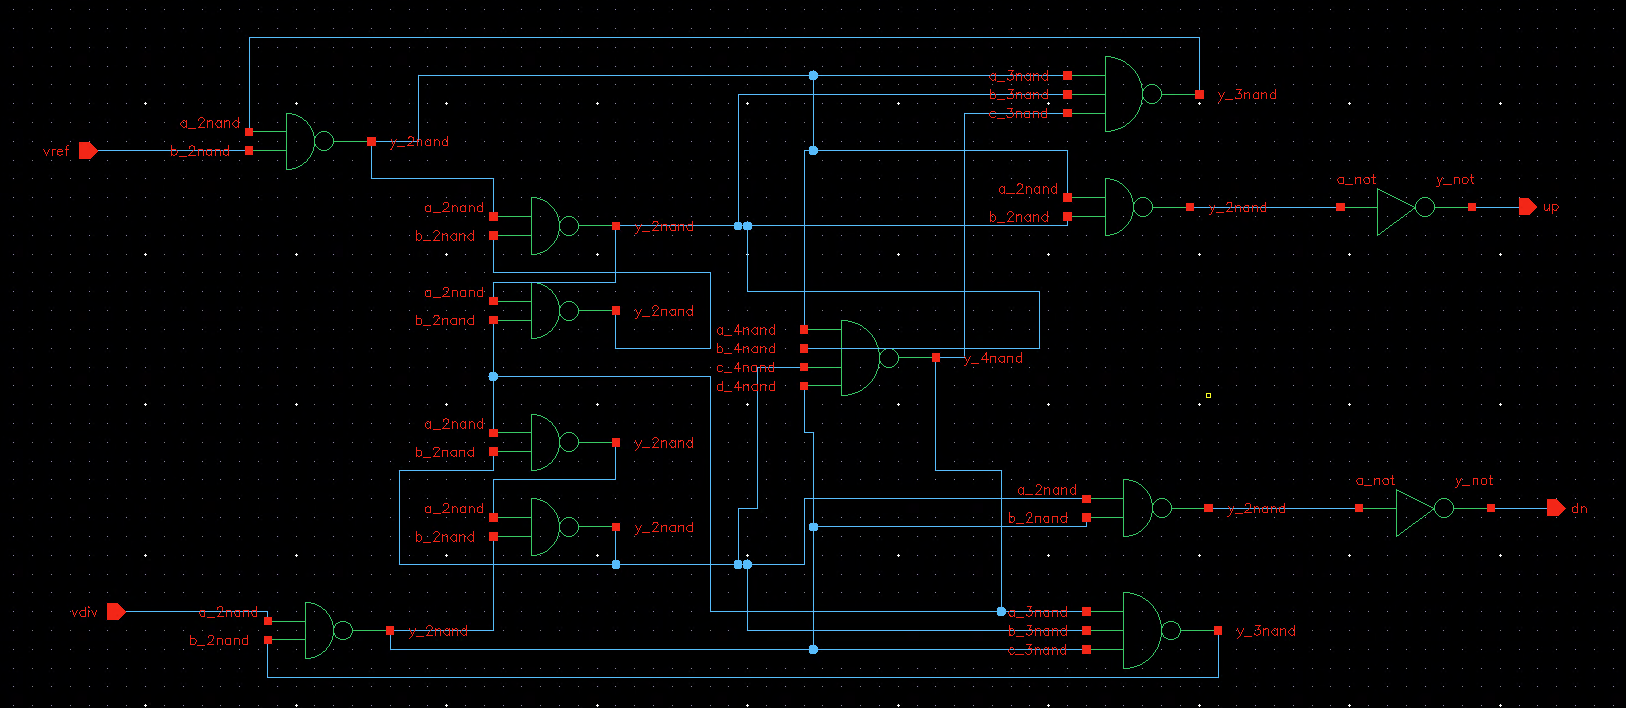 a_3nand
b_3nand
y_3nand
c_3nand
a_2nand
y_2nand
vref
b_2nand
a_not
y_not
a_2nand
a_2nand
y_2nand
up
b_2nand
y_2nand
b_2nand
a_2nand
y_2nand
b_2nand
a_4nand
b_4nand
y_4nand
c_4nand
d_4nand
a_2nand
y_2nand
b_2nand
a_not
y_not
a_2nand
y_2nand
dn
b_2nand
a_2nand
y_2nand
b_2nand
vdiv
a_2nand
a_3nand
y_2nand
b_3nand
y_3nand
b_2nand
c_3nand